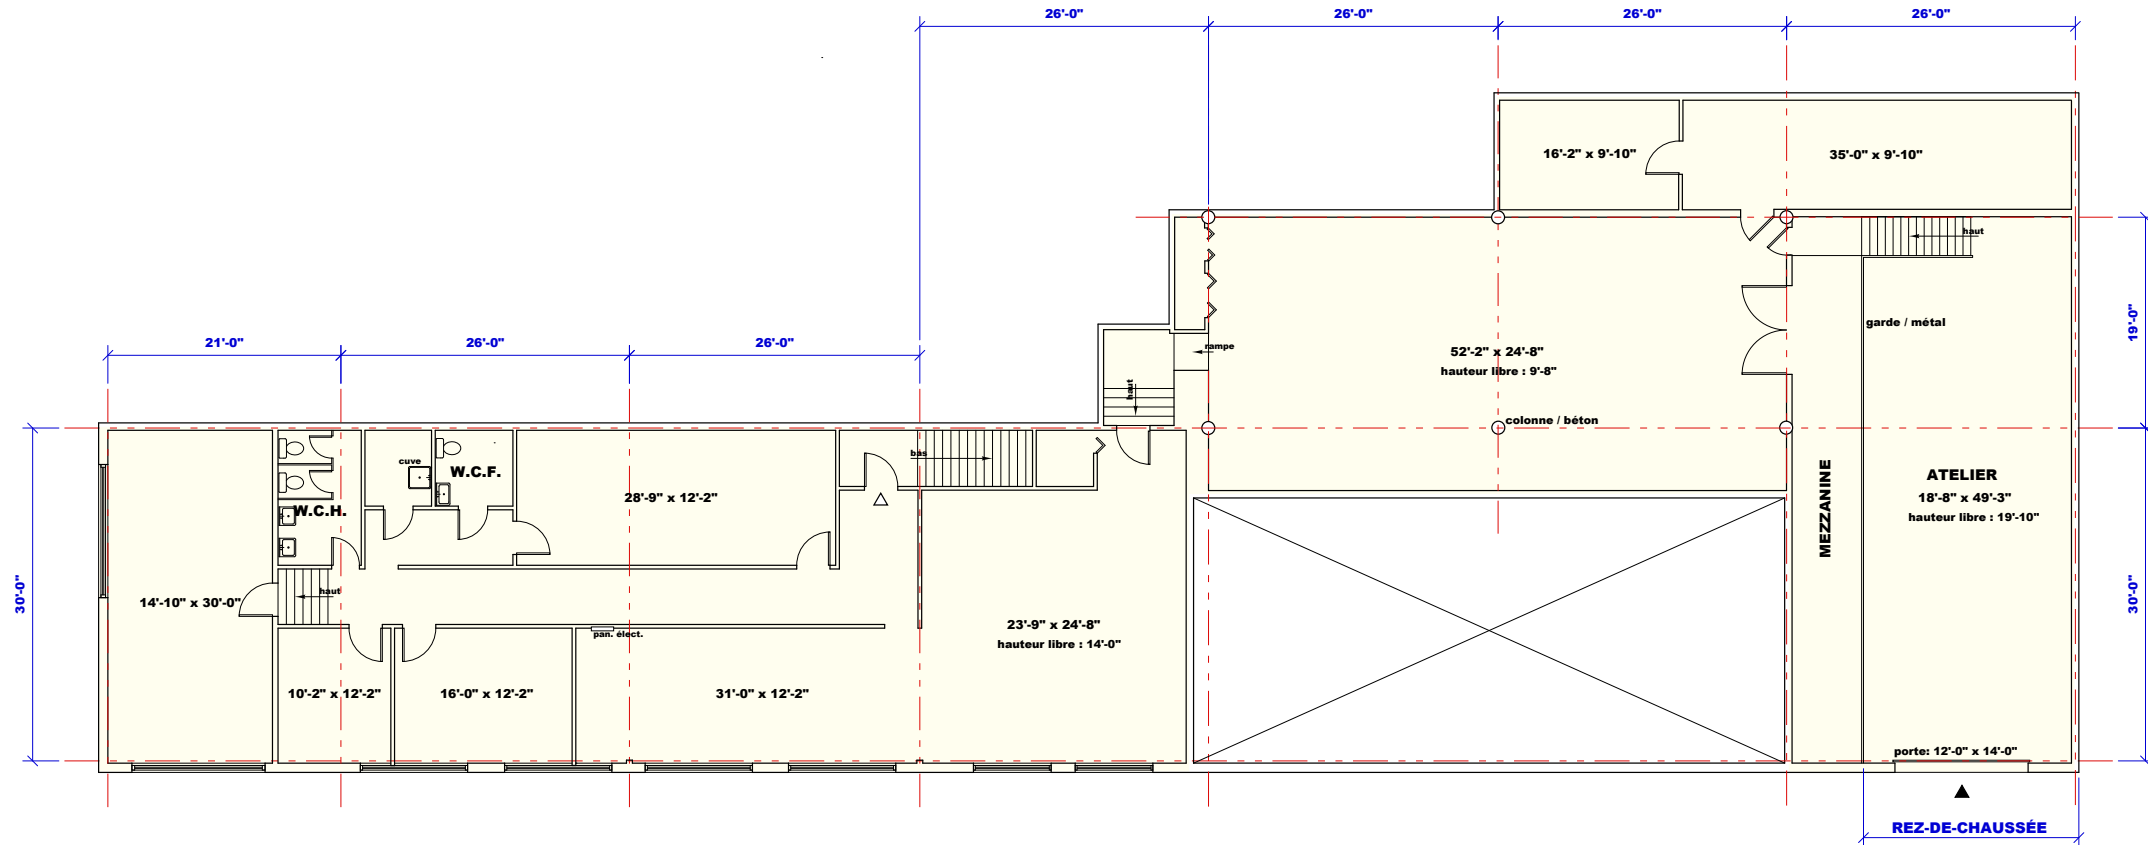 26'-0" 26'-0" 26'-0" 26'-0"
16'-2" x 9'-10"
35'-0" x 9'-10"
haut
19'-0"
garde / métal
rampe
52'-2" x 24'-8"
hauteur libre : 9'-8"
21'-0" 26'-0" 26'-0"
haut
colonne / béton
bas
cuve
W.C.F.
28'-9" x 12'-2"
W.C.H.
MEZZANINE
ATELIER
18'-8" x 49'-3"
hauteur libre : 19'-10"
30'-0"
14'-10" x 30'-0"
haut
30'-0"
pan. élect.
23'-9" x 24'-8"
hauteur libre : 14'-0"
10'-2" x 12'-2"
16'-0" x 12'-2"
31'-0" x 12'-2"
porte: 12'-0" x 14'-0"
REZ-DE-CHAUSSÉE